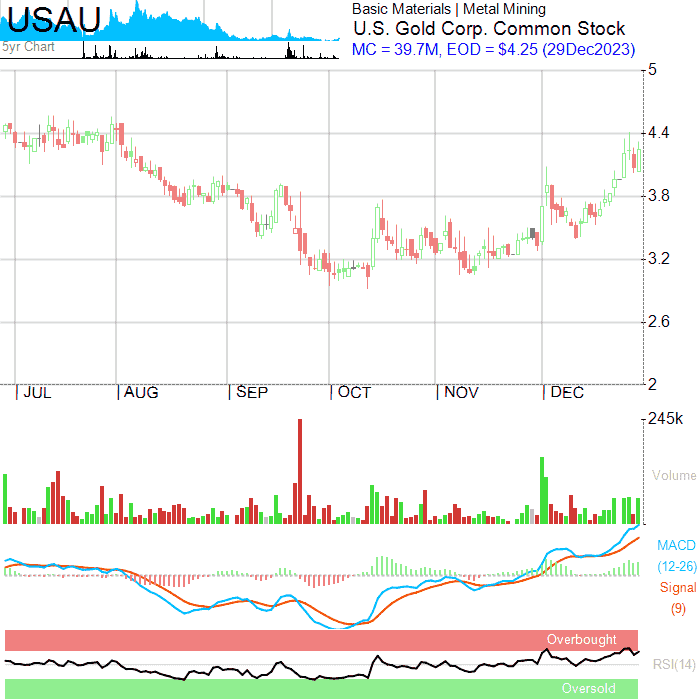 USAU
5yr Chart
Basic Materials | Metal Mining
U.S. Gold Corp. Common Stock
MC = 39.7M, EOD = $4.25 (29Dec2023)
5
4.4
3.8
3.2
2.6
2
JUL AUG SEP OCT NOV DEC
245k
Volume
MACD
(12-26)
Signal
(9)
Overbought
RSI(14)
Oversold